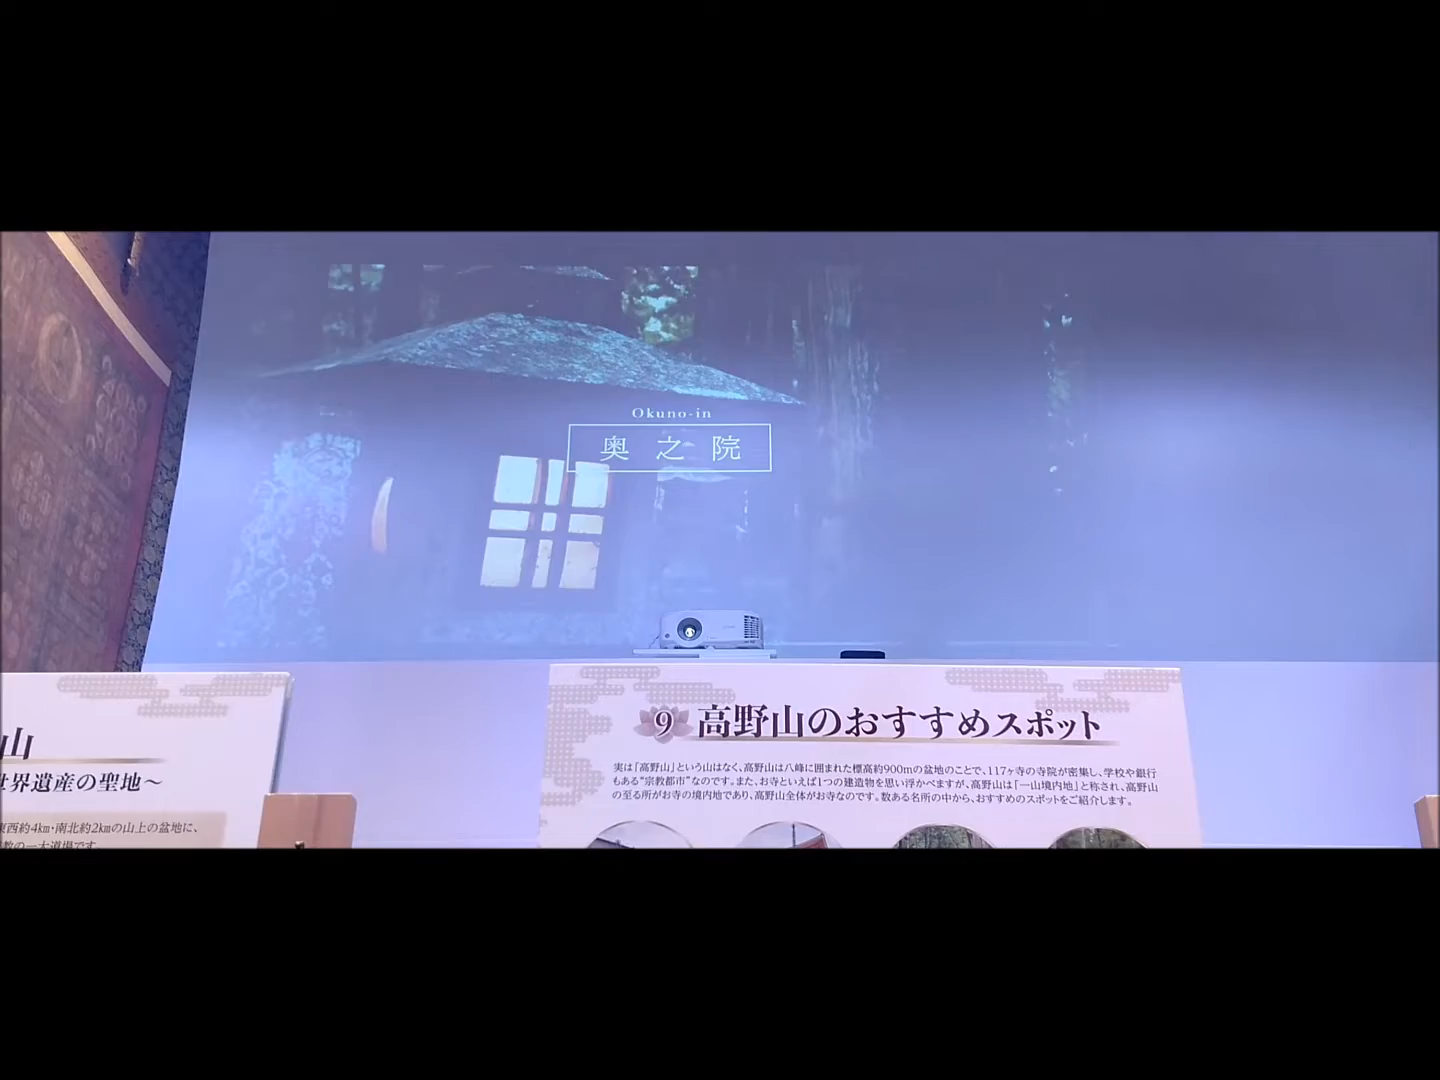 Okuno-in
奥之院
9 高野山のおすすめスポット
実は「高野山」という山はなく、高野山は八峰に囲まれた標高約900mの盆地のことで、117ヶ寺の寺院が密集し、学校や銀行
もある“宗教都市”なのです。また、お寺といえば1つの建造物を思い浮かべますが、高野山は「一山境内地」と称され、高野山
の至る所がお寺の境内地であり、高野山全体がお寺なのです。数ある名所の中から、おすすめのスポットをご紹介します。
山
世界遺産の聖地〜
東西約4㎞・南北約2㎞の山上の盆地に、
教の一大道場です